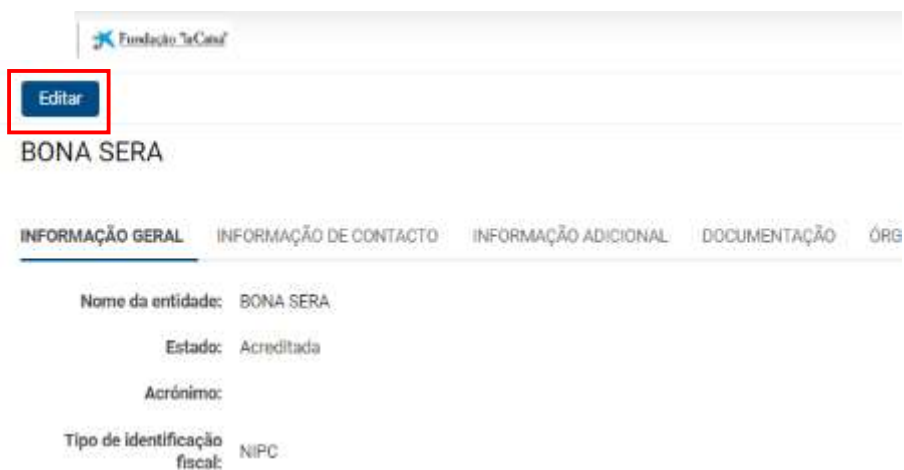 Fundação "la Caixa"
Editar
BONA SERA
INFORMAÇÃO GERAL INFORMAÇÃO DE CONTACTO INFORMAÇÃO ADICIONAL DOCUMENTAÇÃO ÓRG
Nome da entidade: BONA SERA
Estado: Acreditada
Acrónimo:
Tipo de identificação
fiscal: NIPC